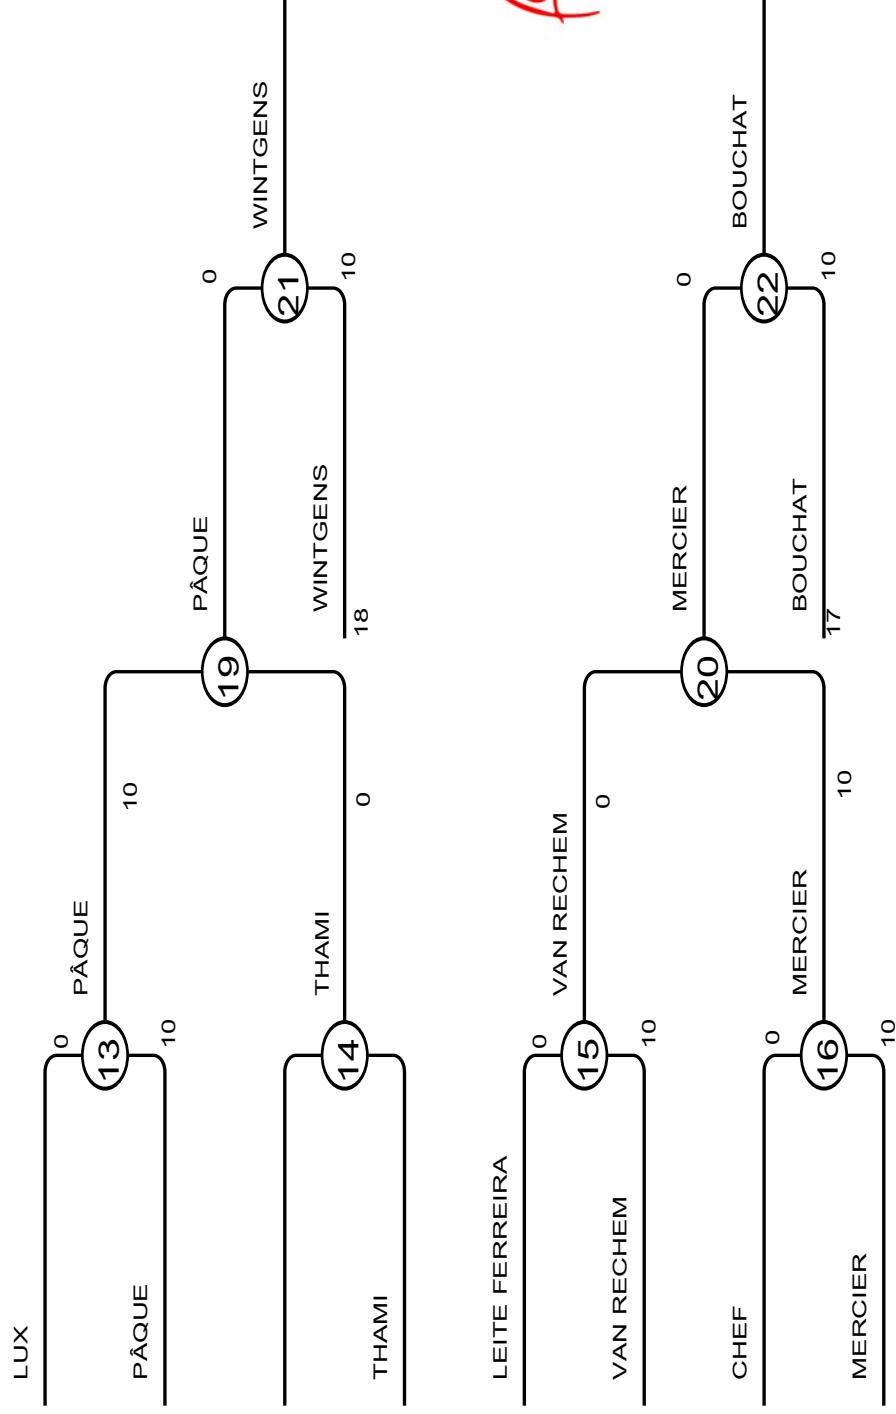 LUX
0
13
10
PÂQUE
PÂQUE
10
14
THAMI
THAMI
0
19
PÂQUE
0
WINTGENS
18
21
10
WINTGENS
LEITE FERREIRA
0
15
10
VAN RECHEM
VAN RECHEM
0
CHEF
0
16
10
MERCIER
MERCIER
10
20
MERCIER
0
BOUCHAT
17
22
10
BOUCHAT